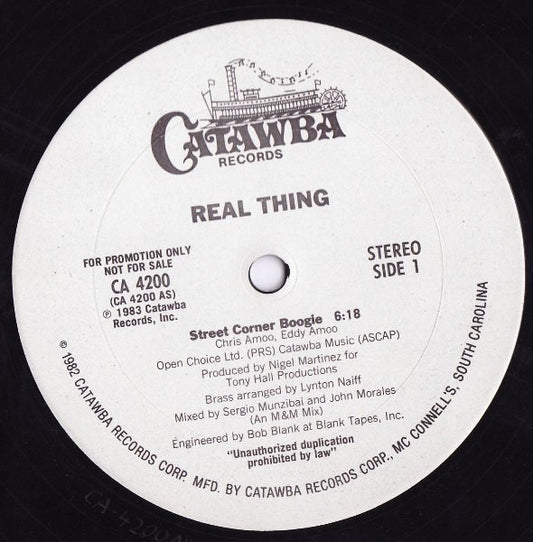 CATAWBA
RECORDS
REAL THING
FOR PROMOTION ONLY
NOT FOR SALE
CA 4200
(CA 4200 AS)
℗ 1983 Catawba
Records, Inc.
STEREO
SIDE 1
Street Corner Boogie 6:18
Chris Amoo, Eddy Amoo
Open Choice Ltd. (PRS) Catawba Music (ASCAP)
Produced by Nigel Martinez for
Tony Hall Productions
Brass arranged by Lynton Naiff
Mixed by Sergio Munzibai and John Morales
(An M&M Mix)
Engineered by Bob Blank at Blank Tapes, Inc.
"Unauthorized duplication
prohibited by law"
© 1982 CATAWBA RECORDS CORP. MFD. BY CATAWBA RECORDS CORP., MC CONNELL'S, SOUTH CAROLINA